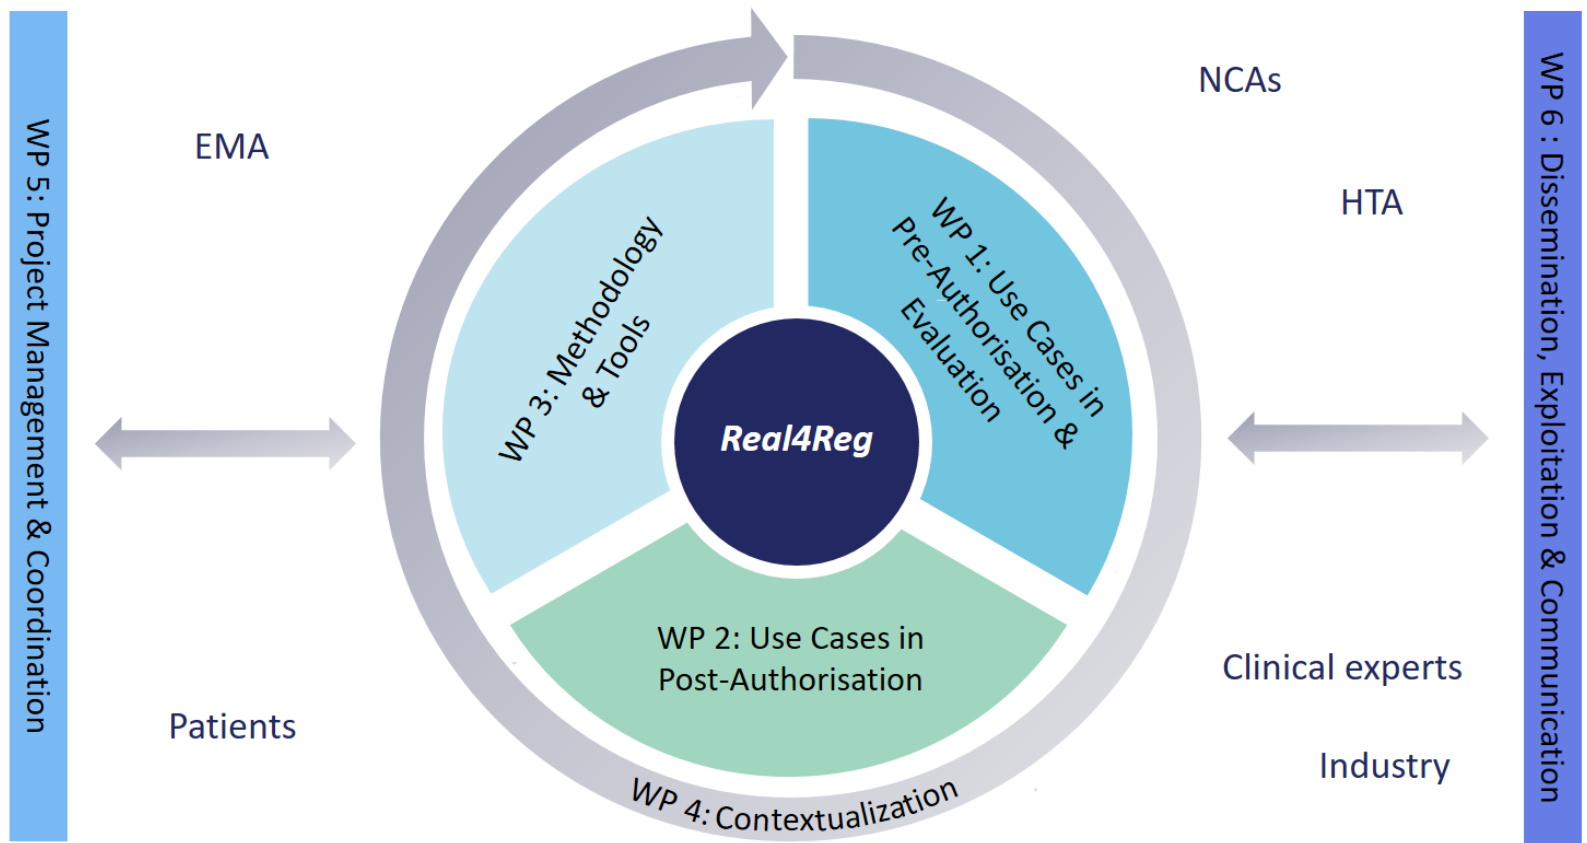 WP 5: Project Management & Coordination
EMA
Patients
WP 3: Methodology
& Tools
WP 1: Use Cases in
Pre-Authorisation &
Evaluation
Real4Reg
WP 2: Use Cases in
Post-Authorisation
WP 4: Contextualization
NCAs
HTA
Clinical experts
Industry
WP 6 : Dissemination, Exploitation & Communication